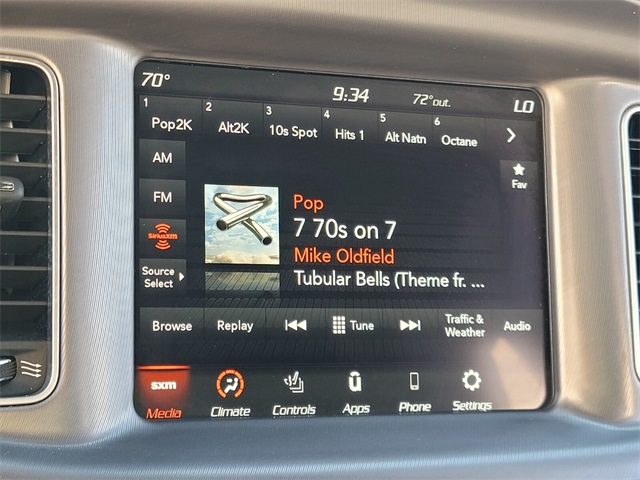 70° 9:34 72°out. LO
1 2 3 4 5 6
Pop2K Alt2K 10s Spot Hits 1 Alt Natn Octane
AM
Fav
FM
Pop
7 70s on 7
SiriusXM
Mike Oldfield
Source
Select
Tubular Bells (Theme fr. ...
Browse Replay Tune Traffic &
Weather Audio
sxm
Media Climate Controls Apps Phone Settings